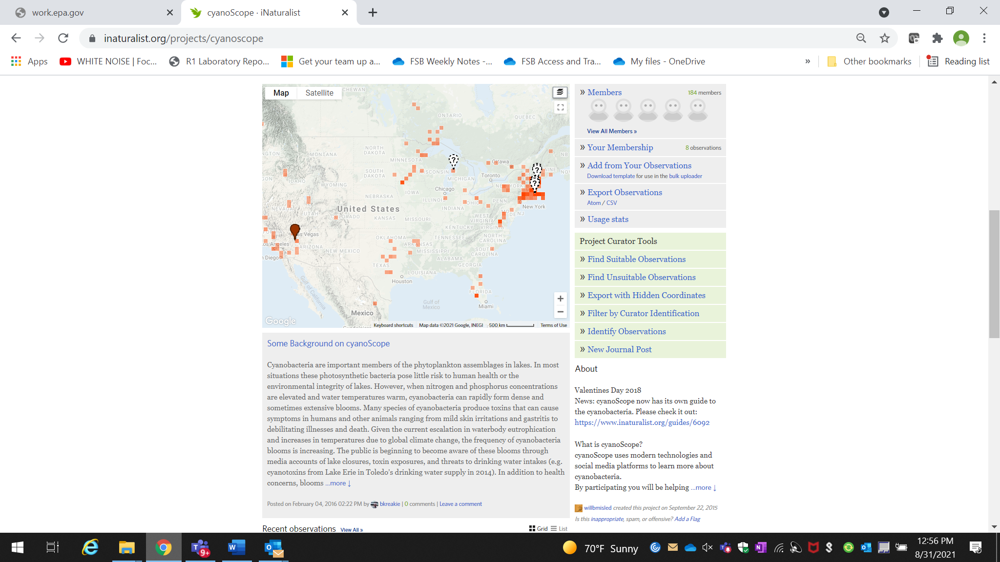 work.epa.gov
cyanoScope · iNaturalist
inaturalist.org/projects/cyanoscope
Apps
WHITE NOISE | Foc...
R1 Laboratory Repo...
Get your team up a...
FSB Weekly Notes -...
FSB Access and Tra...
My files - OneDrive
»
Other bookmarks
Reading list
Map
Satellite
CHEWAN
ONTARIO
QUEBEC
NGTON
MONTANA
NORTH
DAKOTA
MINNESOTA
Ottawa
NB
AINE
NO
SOUTH
DAKOTA
WISCONSIN
MICHIGAN
Toronto
GON
IDAHO
WYOMING
Chicago
NEW YORK
IOWA
NEBRASKA
ILLINOIS
OHIO
PENN
INDIANA
New York
NEVADA
UTAH
United States
COLORADO
KANSAS
MISSOURI
WEST
VIRGINIA
MD
DE
NJ
KENTUCKY
VIRGINIA
as Vegas
OKLAHOMA
TENNESSEE
NORTH
CAROLINA
os Angeles
ARIZONA
NEW MEXICO
ARKANSAS
MISSISSIPPI
SOUTH
CAROLINA
n Diego
ALABAMA
TEXAS
GEORGIA
LOUISIANA
Houston
Gulf of
California
FLORIDA
Gulf of
Mexico
Miami
Mexico
Google
Keyboard shortcuts
Map data ©2021 Google, INEGI
500 km
Terms of Use
Some Background on cyanoScope
Cyanobacteria are important members of the phytoplankton assemblages in lakes. In most
situations these photosynthetic bacteria pose little risk to human health or the
environmental integrity of lakes. However, when nitrogen and phosphorus concentrations
are elevated and water temperatures warm, cyanobacteria can rapidly form dense and
sometimes extensive blooms. Many species of cyanobacteria produce toxins that can cause
symptoms in humans and other animals ranging from mild skin irritations and gastritis to
debilitating illnesses and death. Given the current escalation in waterbody eutrophication
and increases in temperatures due to global climate change, the frequency of cyanobacteria
blooms is increasing. The public is beginning to become aware of these blooms through
media accounts of lake closures, toxin exposures, and threats to drinking water intakes (e.g.
cyanotoxins from Lake Erie in Toledo’s drinking water supply in 2014). In addition to health
concerns, blooms ...more ↓
Posted on February 04, 2016 02:22 PM by bkreakie | 0 comments | Leave a comment
Recent observations View All »
Grid
List
» Members
184 members
View All Members »
» Your Membership
8 observations
» Add from Your Observations
Download template for use in the bulk uploader
» Export Observations
Atom / CSV
» Usage stats
Project Curator Tools
» Find Suitable Observations
» Find Unsuitable Observations
» Export with Hidden Coordinates
» Filter by Curator Identification
» Identify Observations
» New Journal Post
About
Valentines Day 2018
News: cyanoScope now has its own guide to
the cyanobacteria. Please check it out:
https://www.inaturalist.org/guides/6092
What is cyanoScope?
cyanoScope uses modern technologies and
social media platforms to learn more about
cyanobacteria.
By participating you will be helping ...more ↓
willbmisled created this project on September 22, 2015
Is this inappropriate, spam, or offensive? Add a Flag
9+
70°F Sunny
12:56 PM
8/31/2021